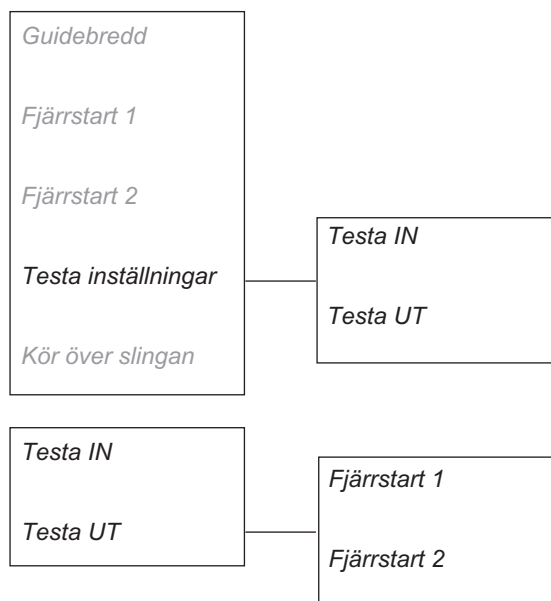 Guidebredd
Fjärrstart 1
Fjärrstart 2
Testa inställningar
Kör över slingan
Testa IN
Testa UT
Testa IN
Testa UT
Fjärrstart 1
Fjärrstart 2